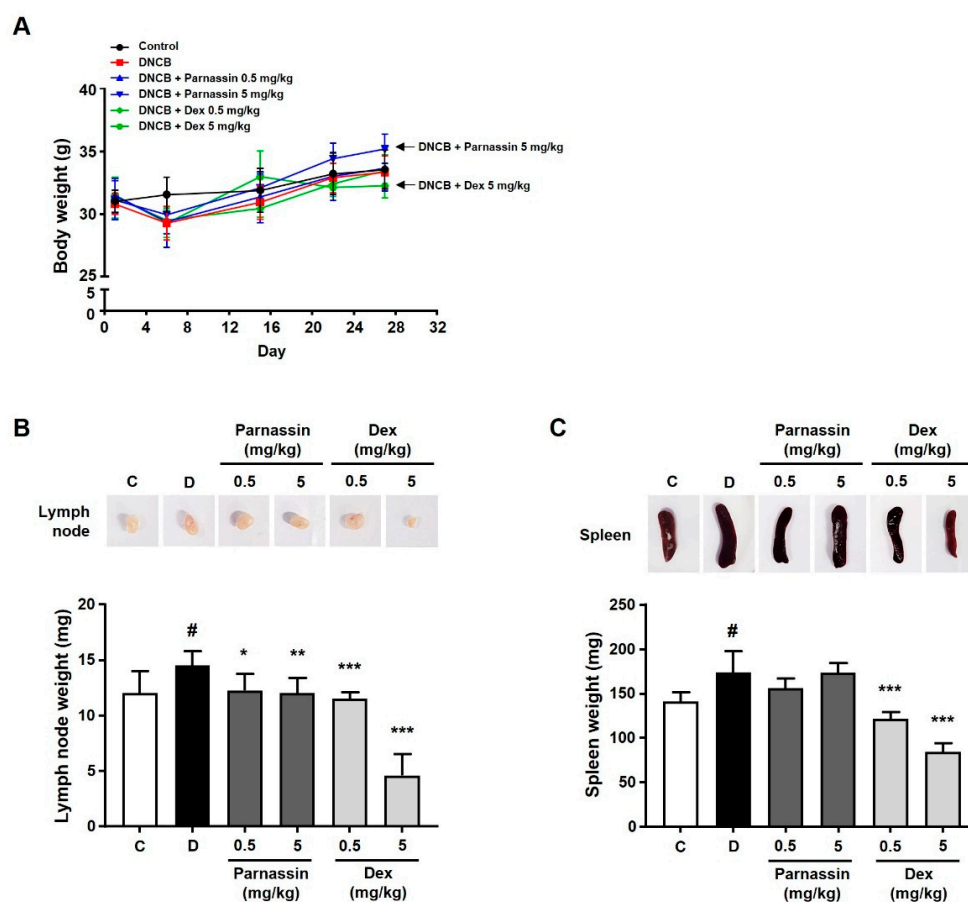 A
Control
DNCB
DNCB + Parnassin 0.5 mg/kg
DNCB + Parnassin 5 mg/kg
DNCB + Dex 0.5 mg/kg
DNCB + Dex 5 mg/kg
Body weight (g)
40
35
30
25
5
0
DNCB + Parnassin 5 mg/kg
DNCB + Dex 5 mg/kg
0 4 8 12 16 20 24 28 32
Day
B
Parnassin (mg/kg)
Dex (mg/kg)
C D 0.5 5 0.5 5
Lymph node
Lymph node weight (mg)
20
15
10
5
0
# * ** *** ***
C D 0.5 5 0.5 5
Parnassin (mg/kg)
Dex (mg/kg)
C
Parnassin (mg/kg)
Dex (mg/kg)
C D 0.5 5 0.5 5
Spleen
Spleen weight (mg)
250
200
150
100
50
0
# *** ***
C D 0.5 5 0.5 5
Parnassin (mg/kg)
Dex (mg/kg)